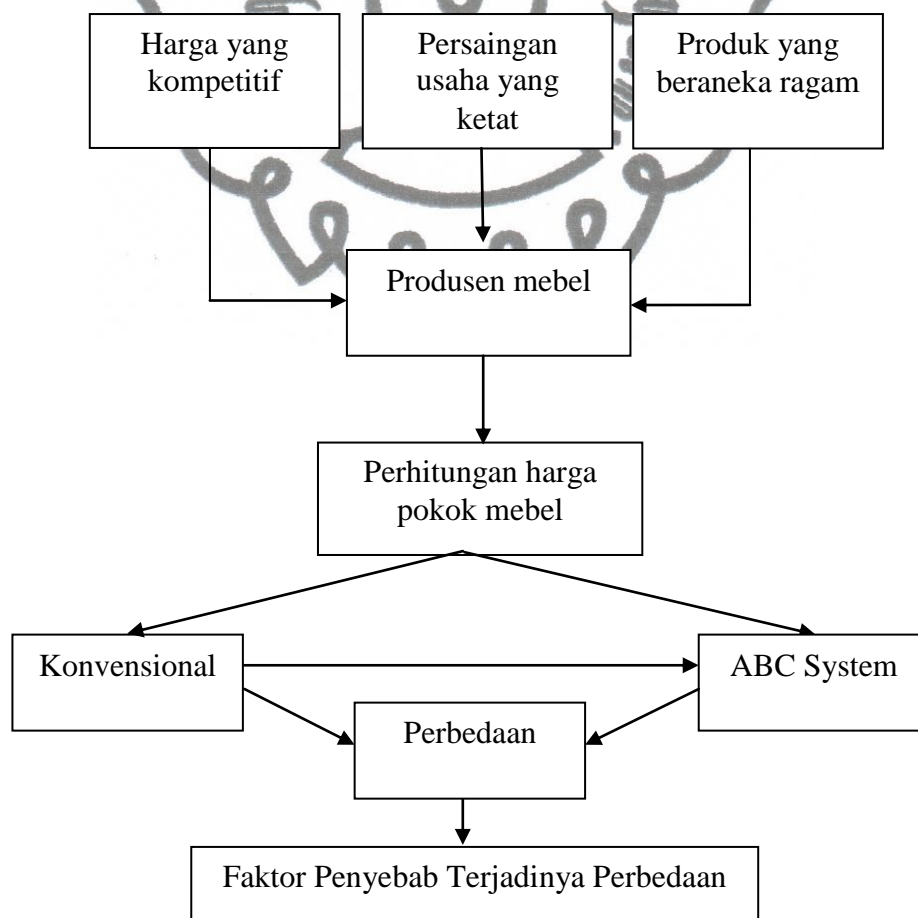 Harga yang
kompetitif
Persaingan
usaha yang
ketat
Produk yang
beraneka ragam
Produsen mebel
Perhitungan harga
pokok mebel
Konvensional
ABC System
Perbedaan
Faktor Penyebab Terjadinya Perbedaan